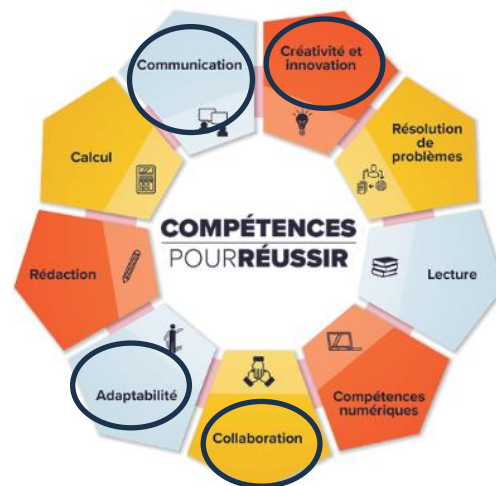 Communication
Créativité et
innovation
Résolution
de
problèmes
Calcul
COMPÉTENCES
POURRÉUSSIR
Rédaction
Lecture
Adaptabilité
Compétences
numériques
Collaboration